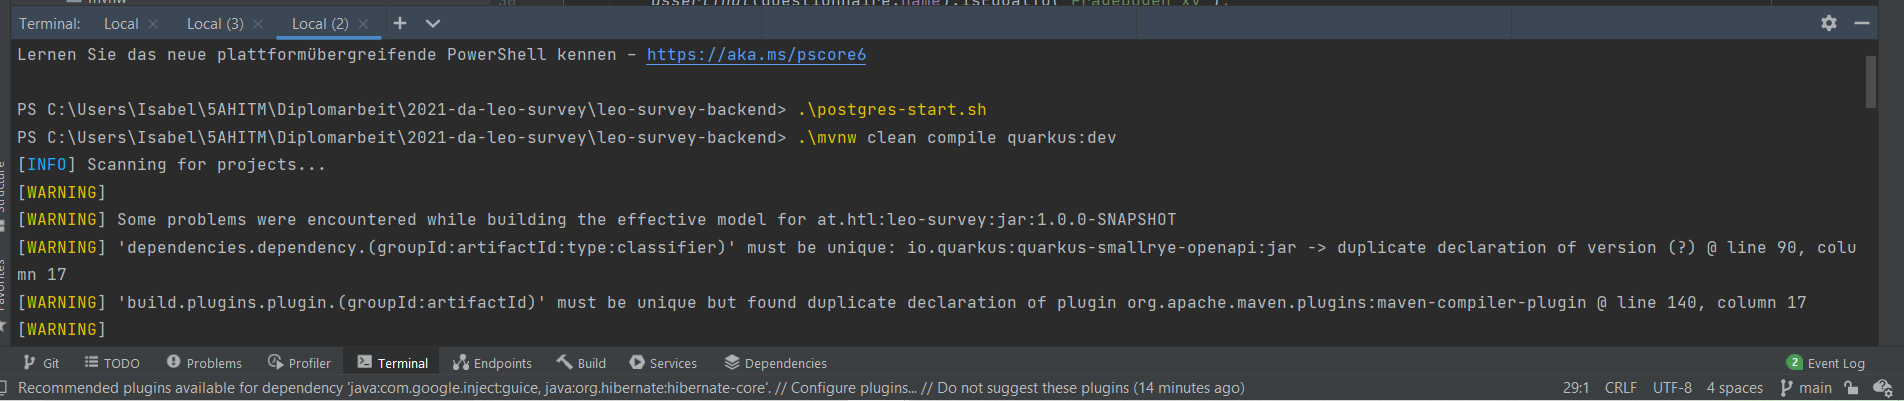 Terminal: Local × Local (3) × Local (2) × +
Lernen Sie das neue plattformübergreifende PowerShell kennen – https://aka.ms/pscore6
PS C:\Users\Isabel\5AHITM\Diplomarbeit\2021-da-leo-survey\leo-survey-backend> .\postgres-start.sh
PS C:\Users\Isabel\5AHITM\Diplomarbeit\2021-da-leo-survey\leo-survey-backend> .\mvnw clean compile quarkus:dev
[INFO] Scanning for projects...
[WARNING]
[WARNING] Some problems were encountered while building the effective model for at.htl:leo-survey:jar:1.0.0-SNAPSHOT
[WARNING] 'dependencies.dependency.(groupId:artifactId:type:classifier)' must be unique: io.quarkus:quarkus-smallrye-openapi:jar -> duplicate declaration of version (?) @ line 90, colu
mn 17
[WARNING] 'build.plugins.plugin.(groupId:artifactId)' must be unique but found duplicate declaration of plugin org.apache.maven.plugins:maven-compiler-plugin @ line 140, column 17
[WARNING]
Git TODO Problems Profiler Terminal Endpoints Build Services Dependencies 2 Event Log
Recommended plugins available for dependency 'java:com.google.inject:guice, java:org.hibernate:hibernate-core'. // Configure plugins... // Do not suggest these plugins (14 minutes ago) 29:1 CRLF UTF-8 4 spaces main